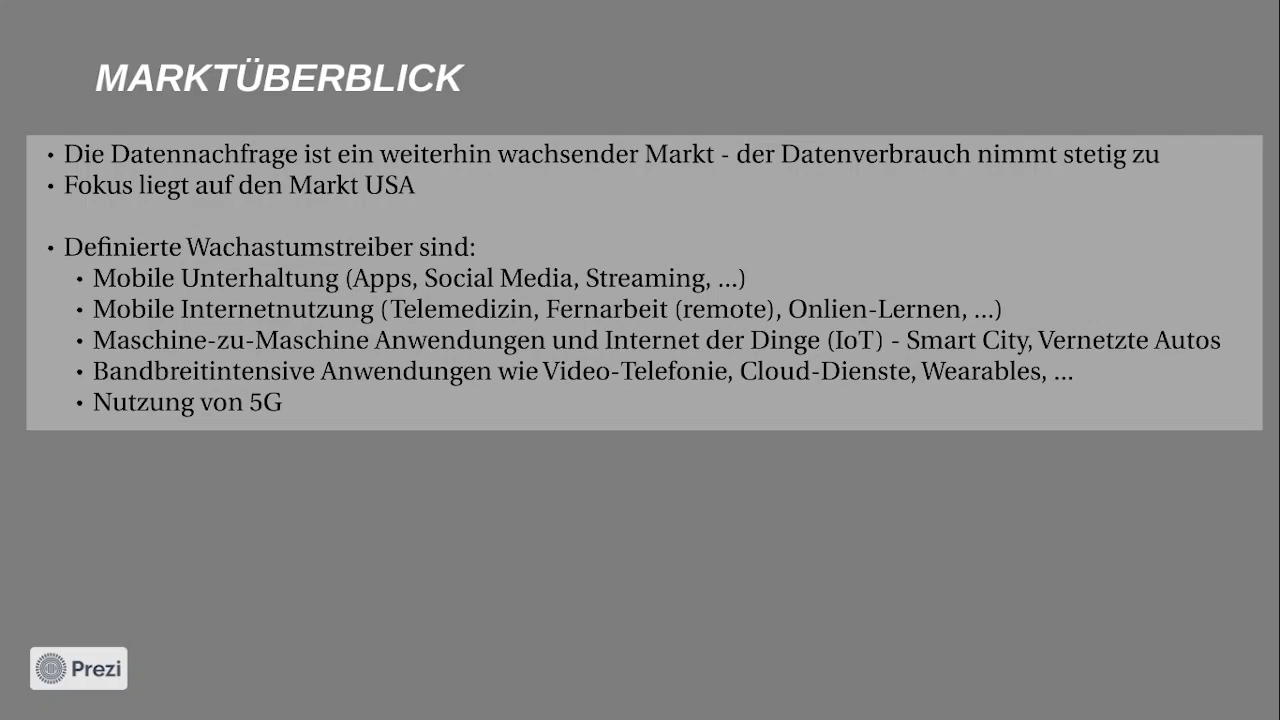 MARKTÜBERBLICK
• Die Datennachfrage ist ein weiterhin wachsender Markt - der Datenverbrauch nimmt stetig zu
• Fokus liegt auf den Markt USA
• Definierte Wachastumstreiber sind:
• Mobile Unterhaltung (Apps, Social Media, Streaming, ...)
• Mobile Internetnutzung (Telemedizin, Fernarbeit (remote), Onlien-Lernen, ...)
• Maschine-zu-Maschine Anwendungen und Internet der Dinge (IoT) - Smart City, Vernetzte Autos
• Bandbreitintensive Anwendungen wie Video-Telefonie, Cloud-Dienste, Wearables, ...
• Nutzung von 5G
Prezi